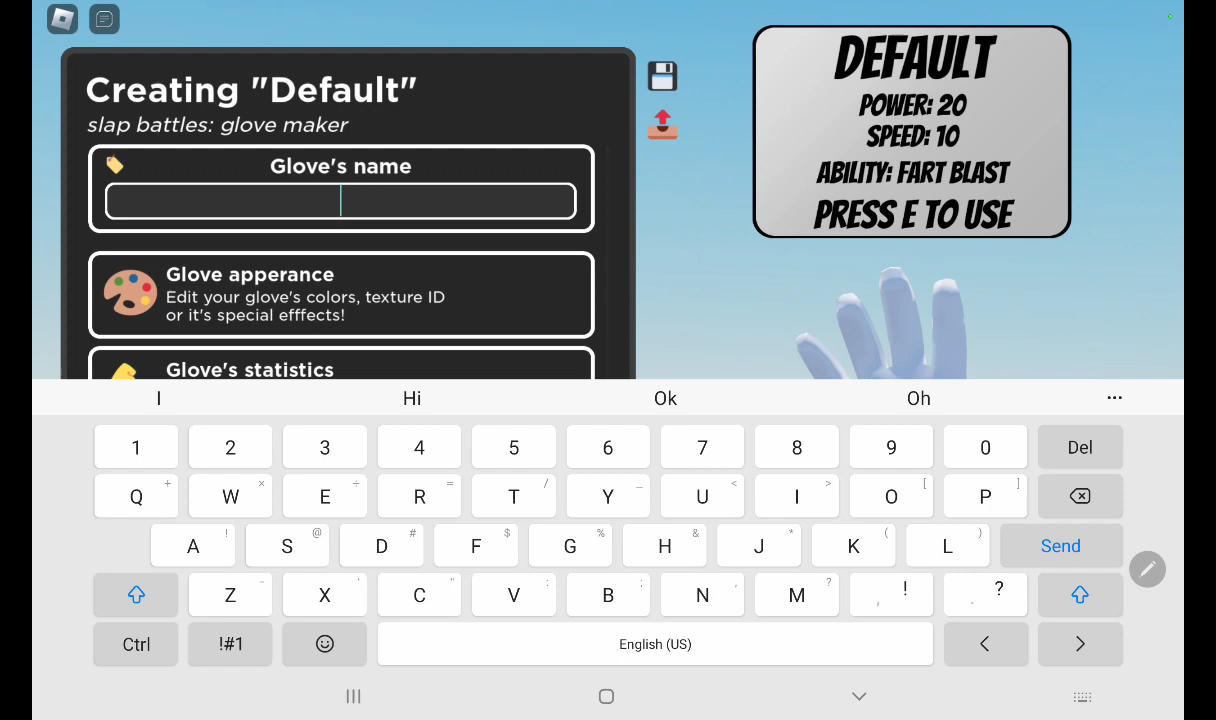 Creating "Default"
slap battles: glove maker
Glove's name
Glove apperance
Edit your glove's colors, texture ID
or it's special efffects!
Glove's statistics
DEFAULT
POWER: 20
SPEED: 10
ABILITY: FART BLAST
PRESS E TO USE
I Hi Ok Oh ...
1 2 3 4 5 6 7 8 9 0 Del
Q + W × E ÷ R = T / Y _ U < I > O [ P ]
A ! S @ D # F $ G % H & J * K ( L ) Send
Z - X ' C " V : B ; N , M ? , ! . ?
Ctrl !#1 English (US) < >